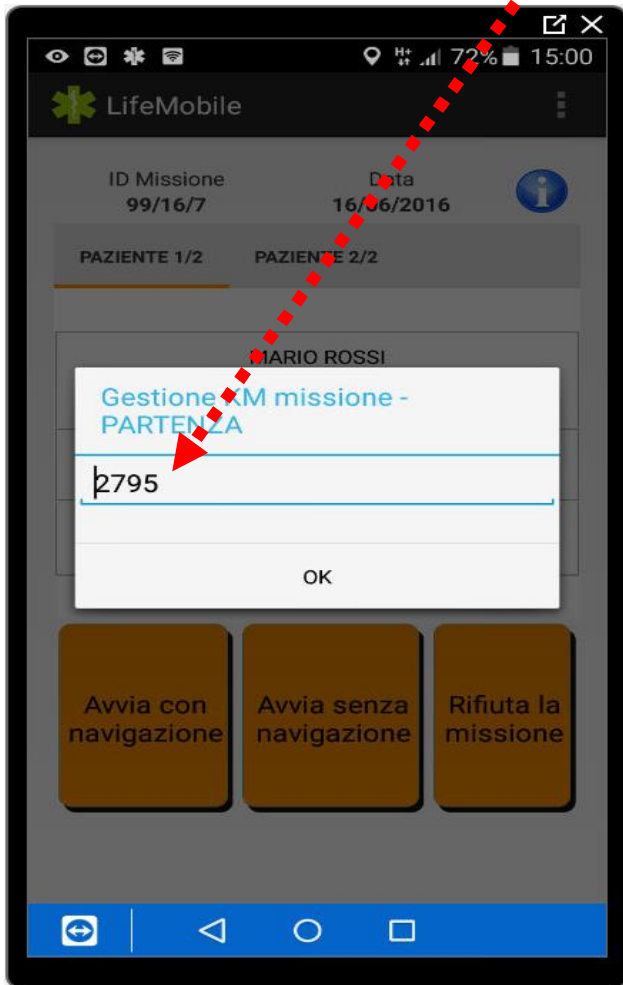 72% 15:00
LifeMobile
ID Missione Data
99/16/7 16/06/2016
PAZIENTE 1/2 PAZIENTE 2/2
MARIO ROSSI
Gestione KM missione -
PARTENZA
2795
OK
Avvia con
navigazione
Avvia senza
navigazione
Rifiuta la
missione